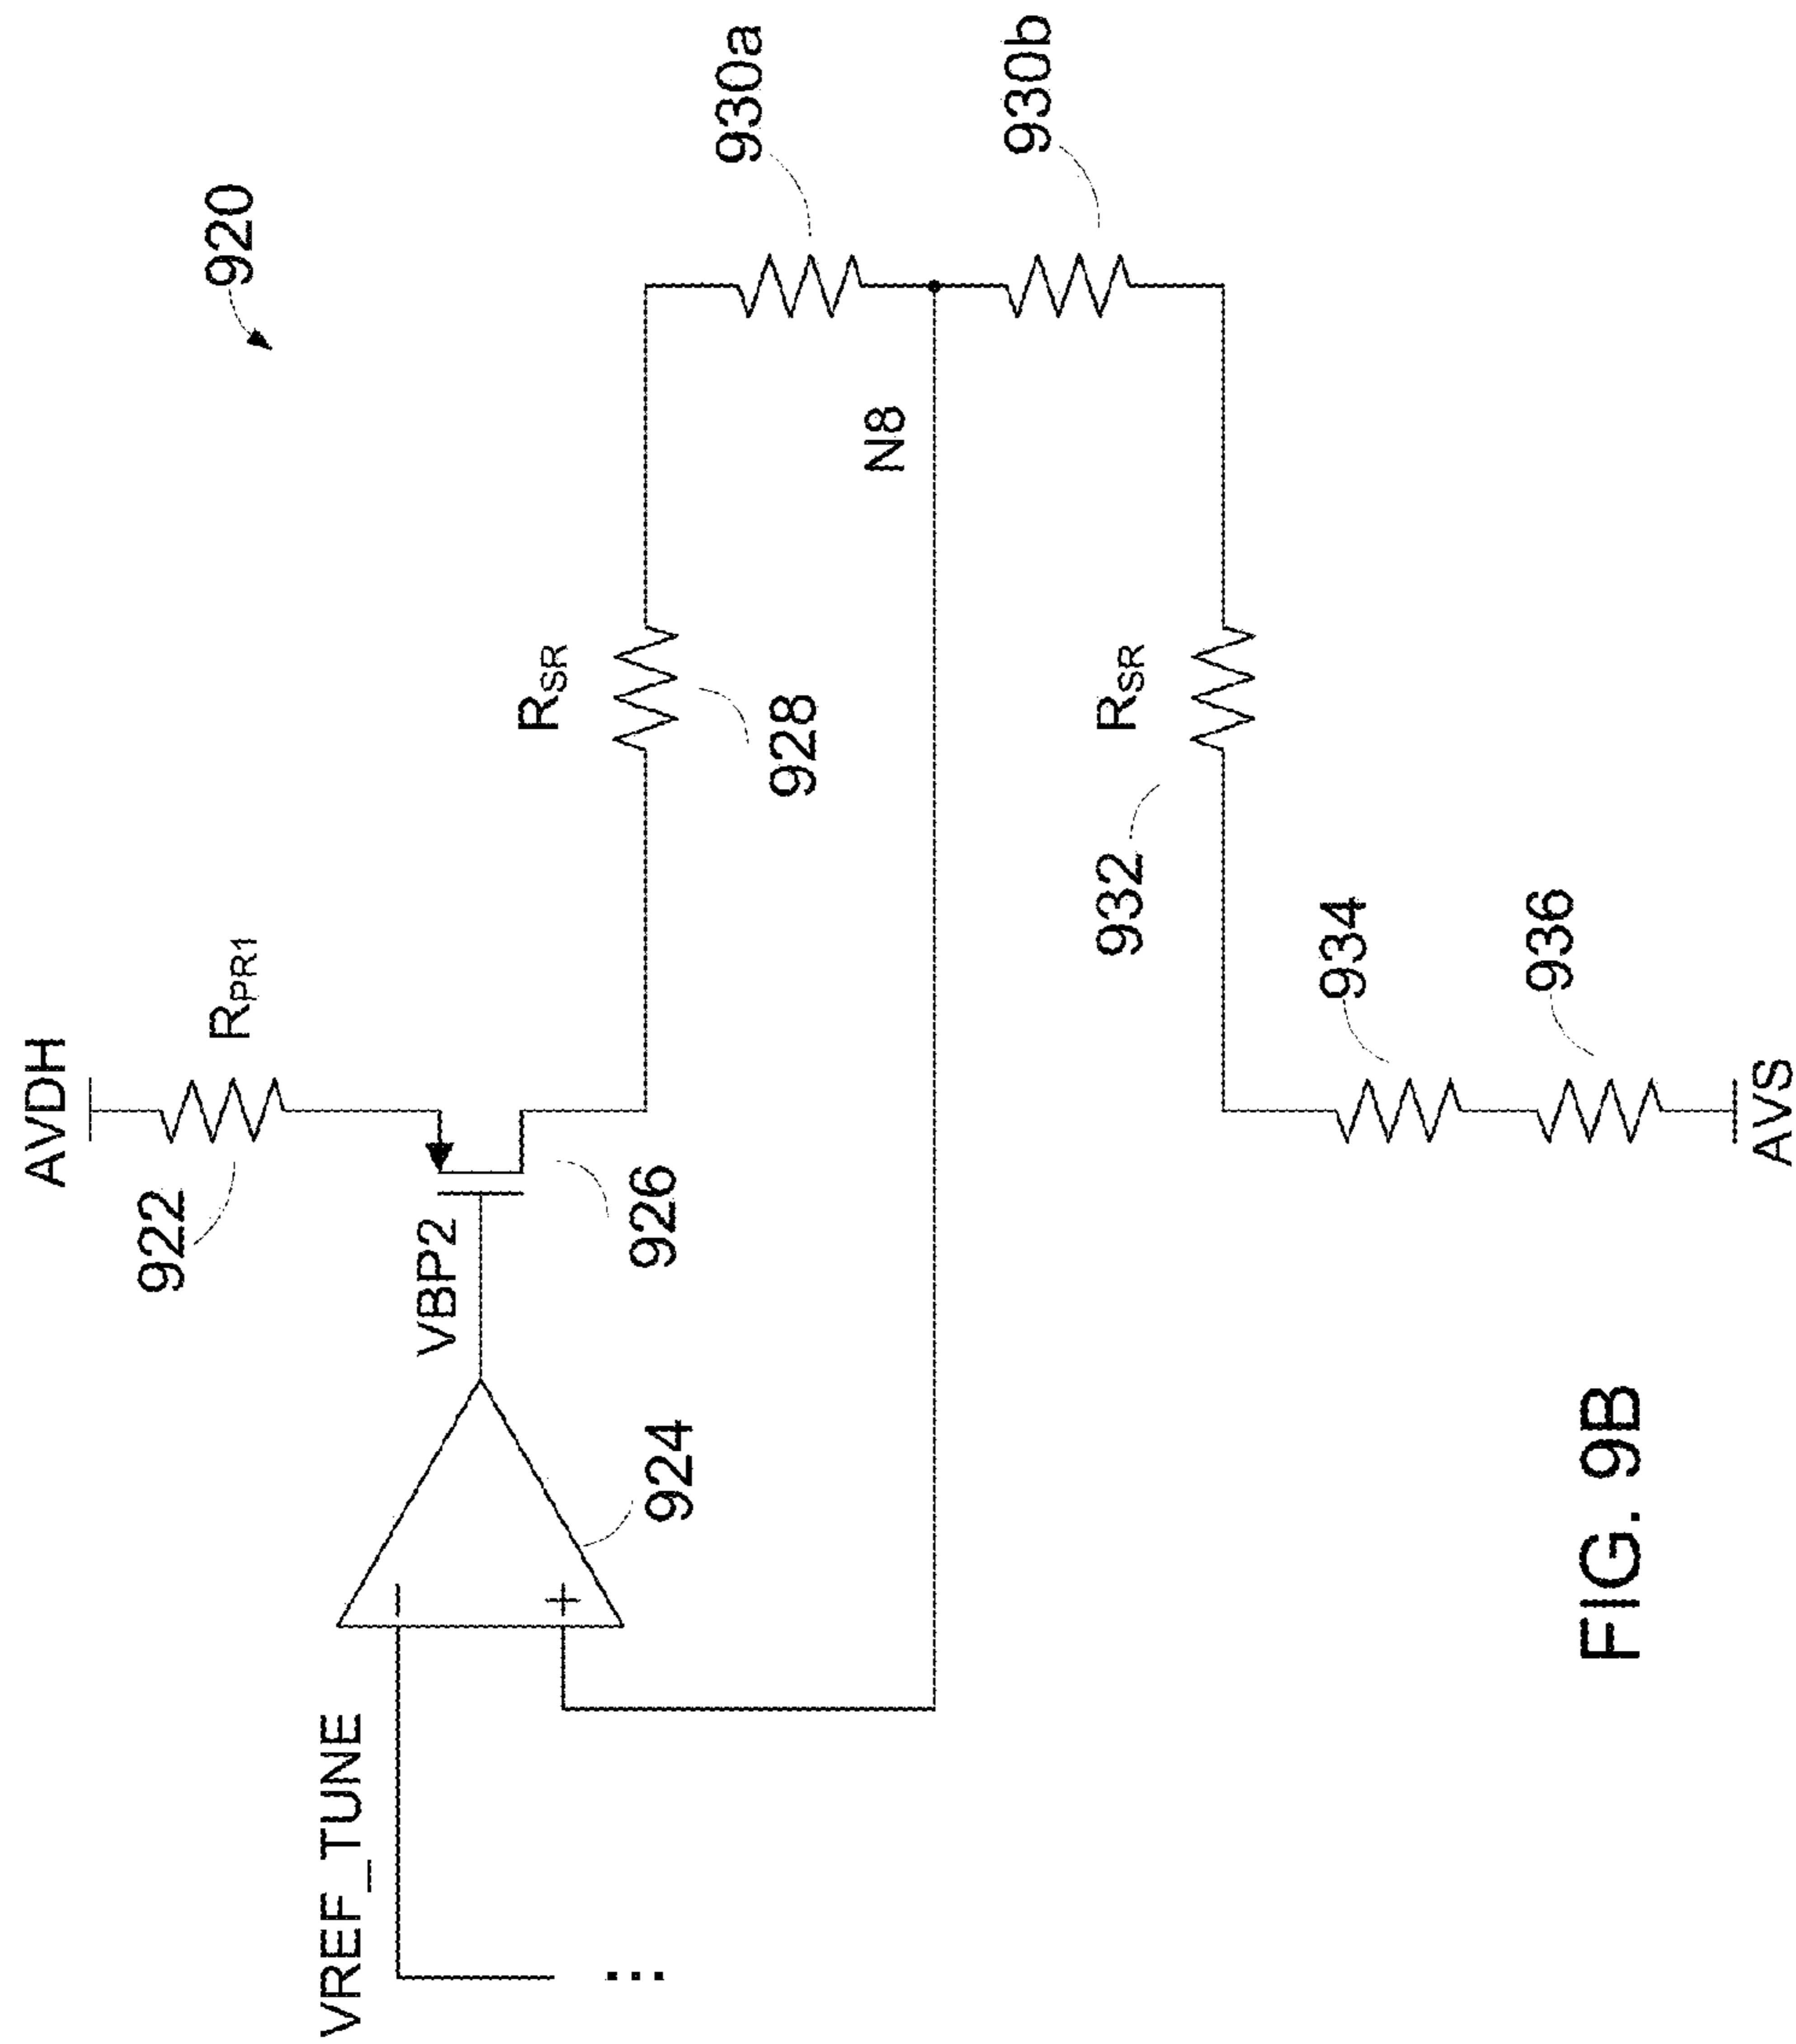 920
AVDH
922
R_PR1
VREF_TUNE
VBP2
924
926
R_SR
928
930a
N8
930b
R_SR
932
934
936
AVS
FIG. 9B